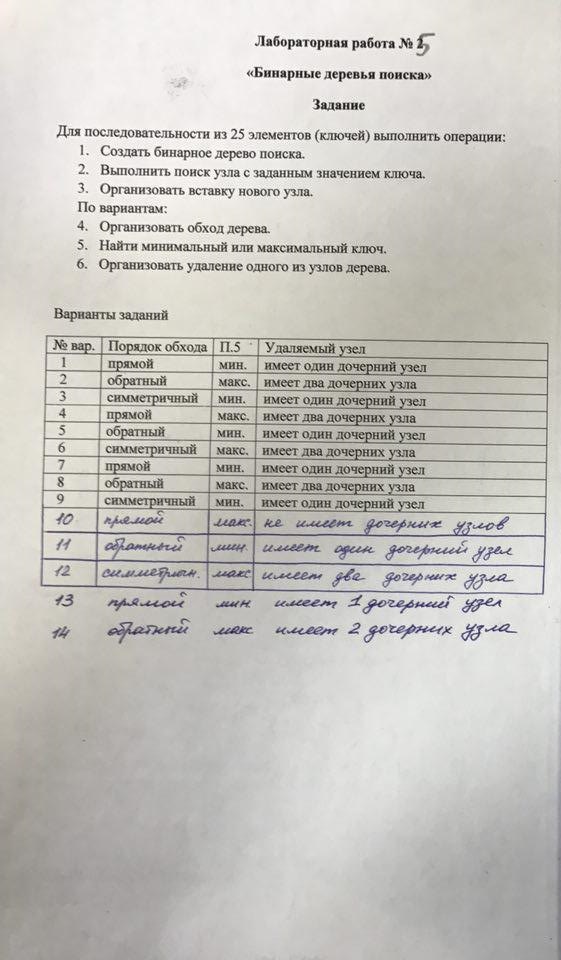 Лабораторная работа № 5
«Бинарные деревья поиска»
Задание
Для последовательности из 25 элементов (ключей) выполнить операции:
1. Создать бинарное дерево поиска.
2. Выполнить поиск узла с заданным значением ключа.
3. Организовать вставку нового узла.
По вариантам:
4. Организовать обход дерева.
5. Найти минимальный или максимальный ключ.
6. Организовать удаление одного из узлов дерева.
Варианты заданий
№ вар. Порядок обхода П.5 Удаляемый узел
1 прямой мин. имеет один дочерний узел
2 обратный макс. имеет два дочерних узла
3 симметричный мин. имеет один дочерний узел
4 прямой макс. имеет два дочерних узла
5 обратный мин. имеет один дочерний узел
6 симметричный макс. имеет два дочерних узла
7 прямой мин. имеет один дочерний узел
8 обратный макс. имеет два дочерних узла
9 симметричный мин. имеет один дочерний узел
10 прямой макс. не имеет дочерних узлов
11 обратный мин. имеет один дочерний узел
12 симметричн. макс имеет два дочерних узла
13 прямой мин имеет 1 дочерний узел
14 обратный макс имеет 2 дочерних узла